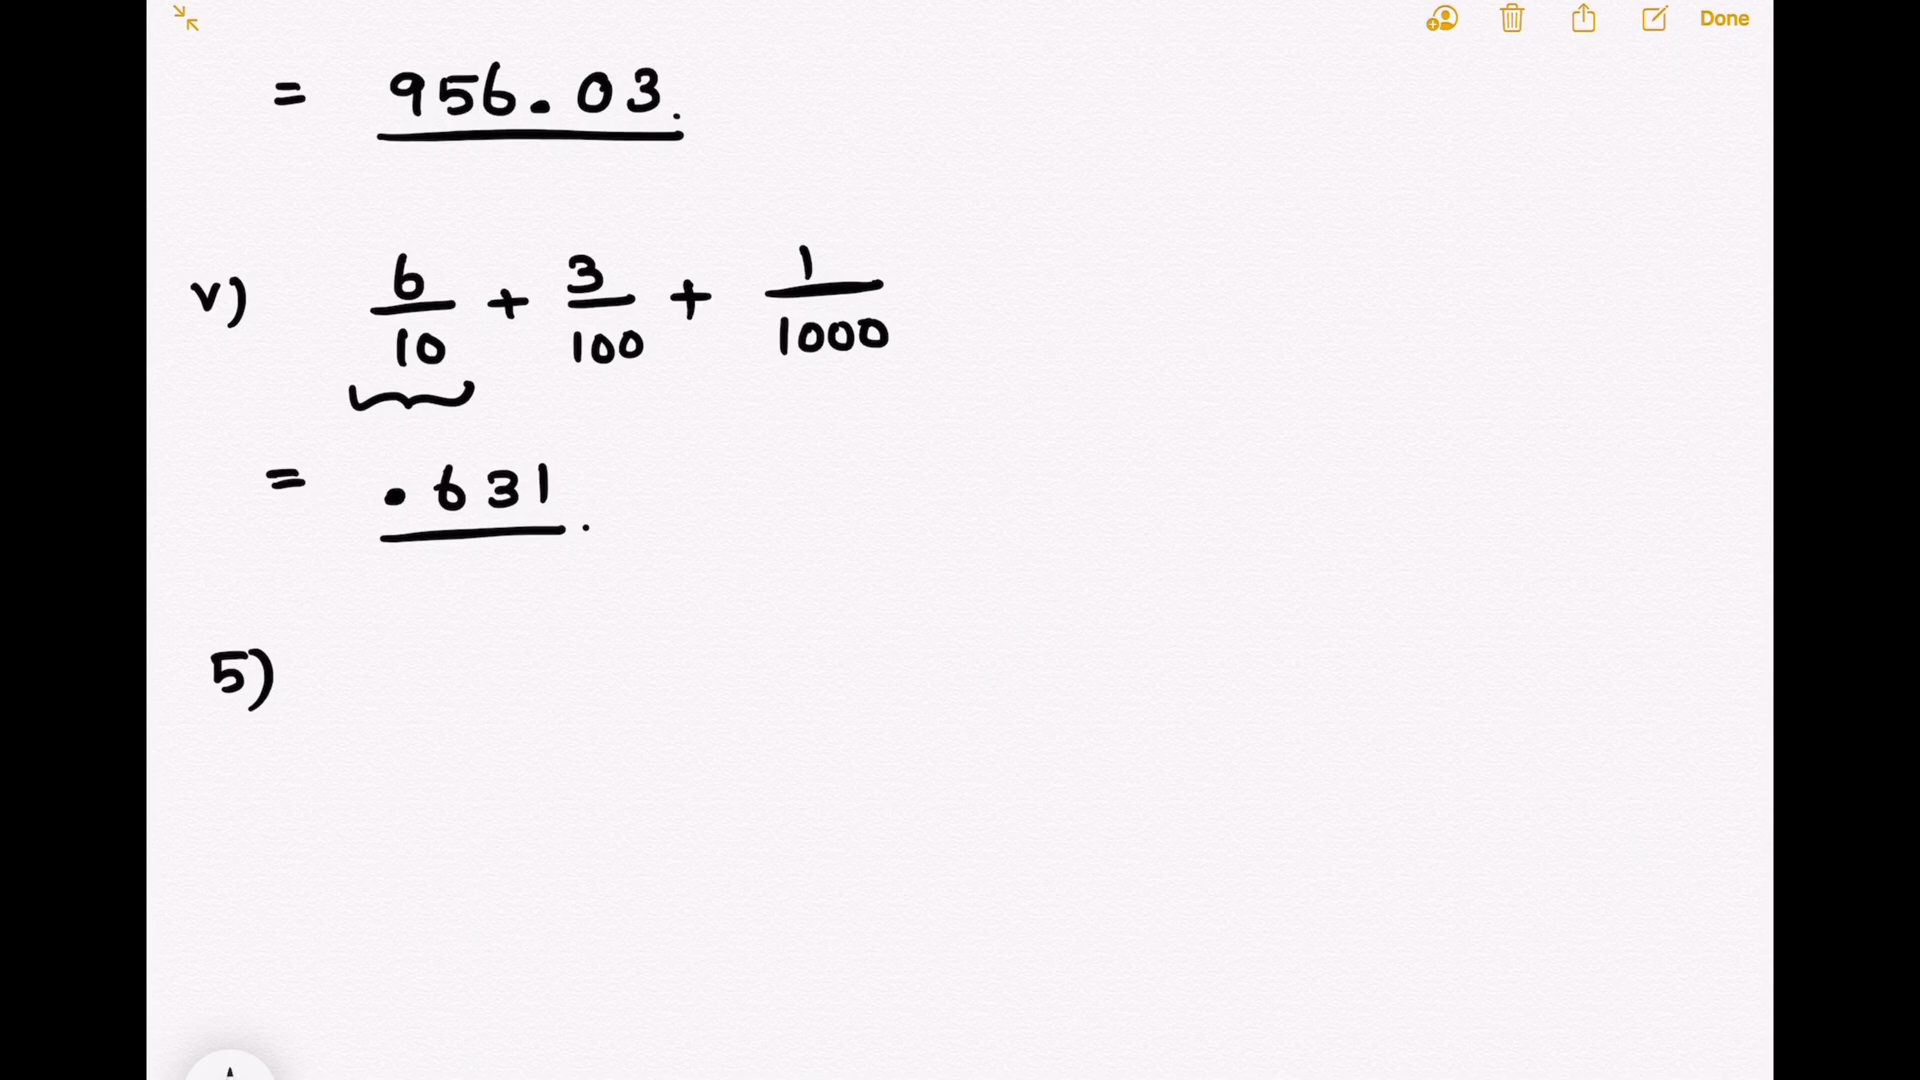 Done
= 956.03.
v) 6/10 + 3/100 + 1/1000
= .631.
5)